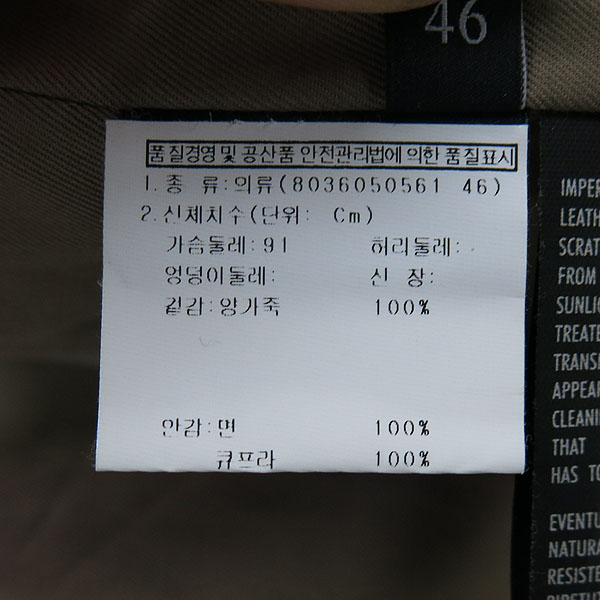 46
품질경영 및 공산품 안전관리법에 의한 품질표시
1. 종 류:의류(8036050561 46)
2. 신체치수(단위: Cm)
가슴둘레:91 허리둘레:
엉덩이둘레: 신 장:
겉감:양가죽 100%
안감:면 100%
큐프라 100%
LEATH
SCRAT
FROM
SUNLI
TREATE
TRANS
APPEAR
CLEANI
THAT
HAS TO
EVENTU
NATURA
RESISTE